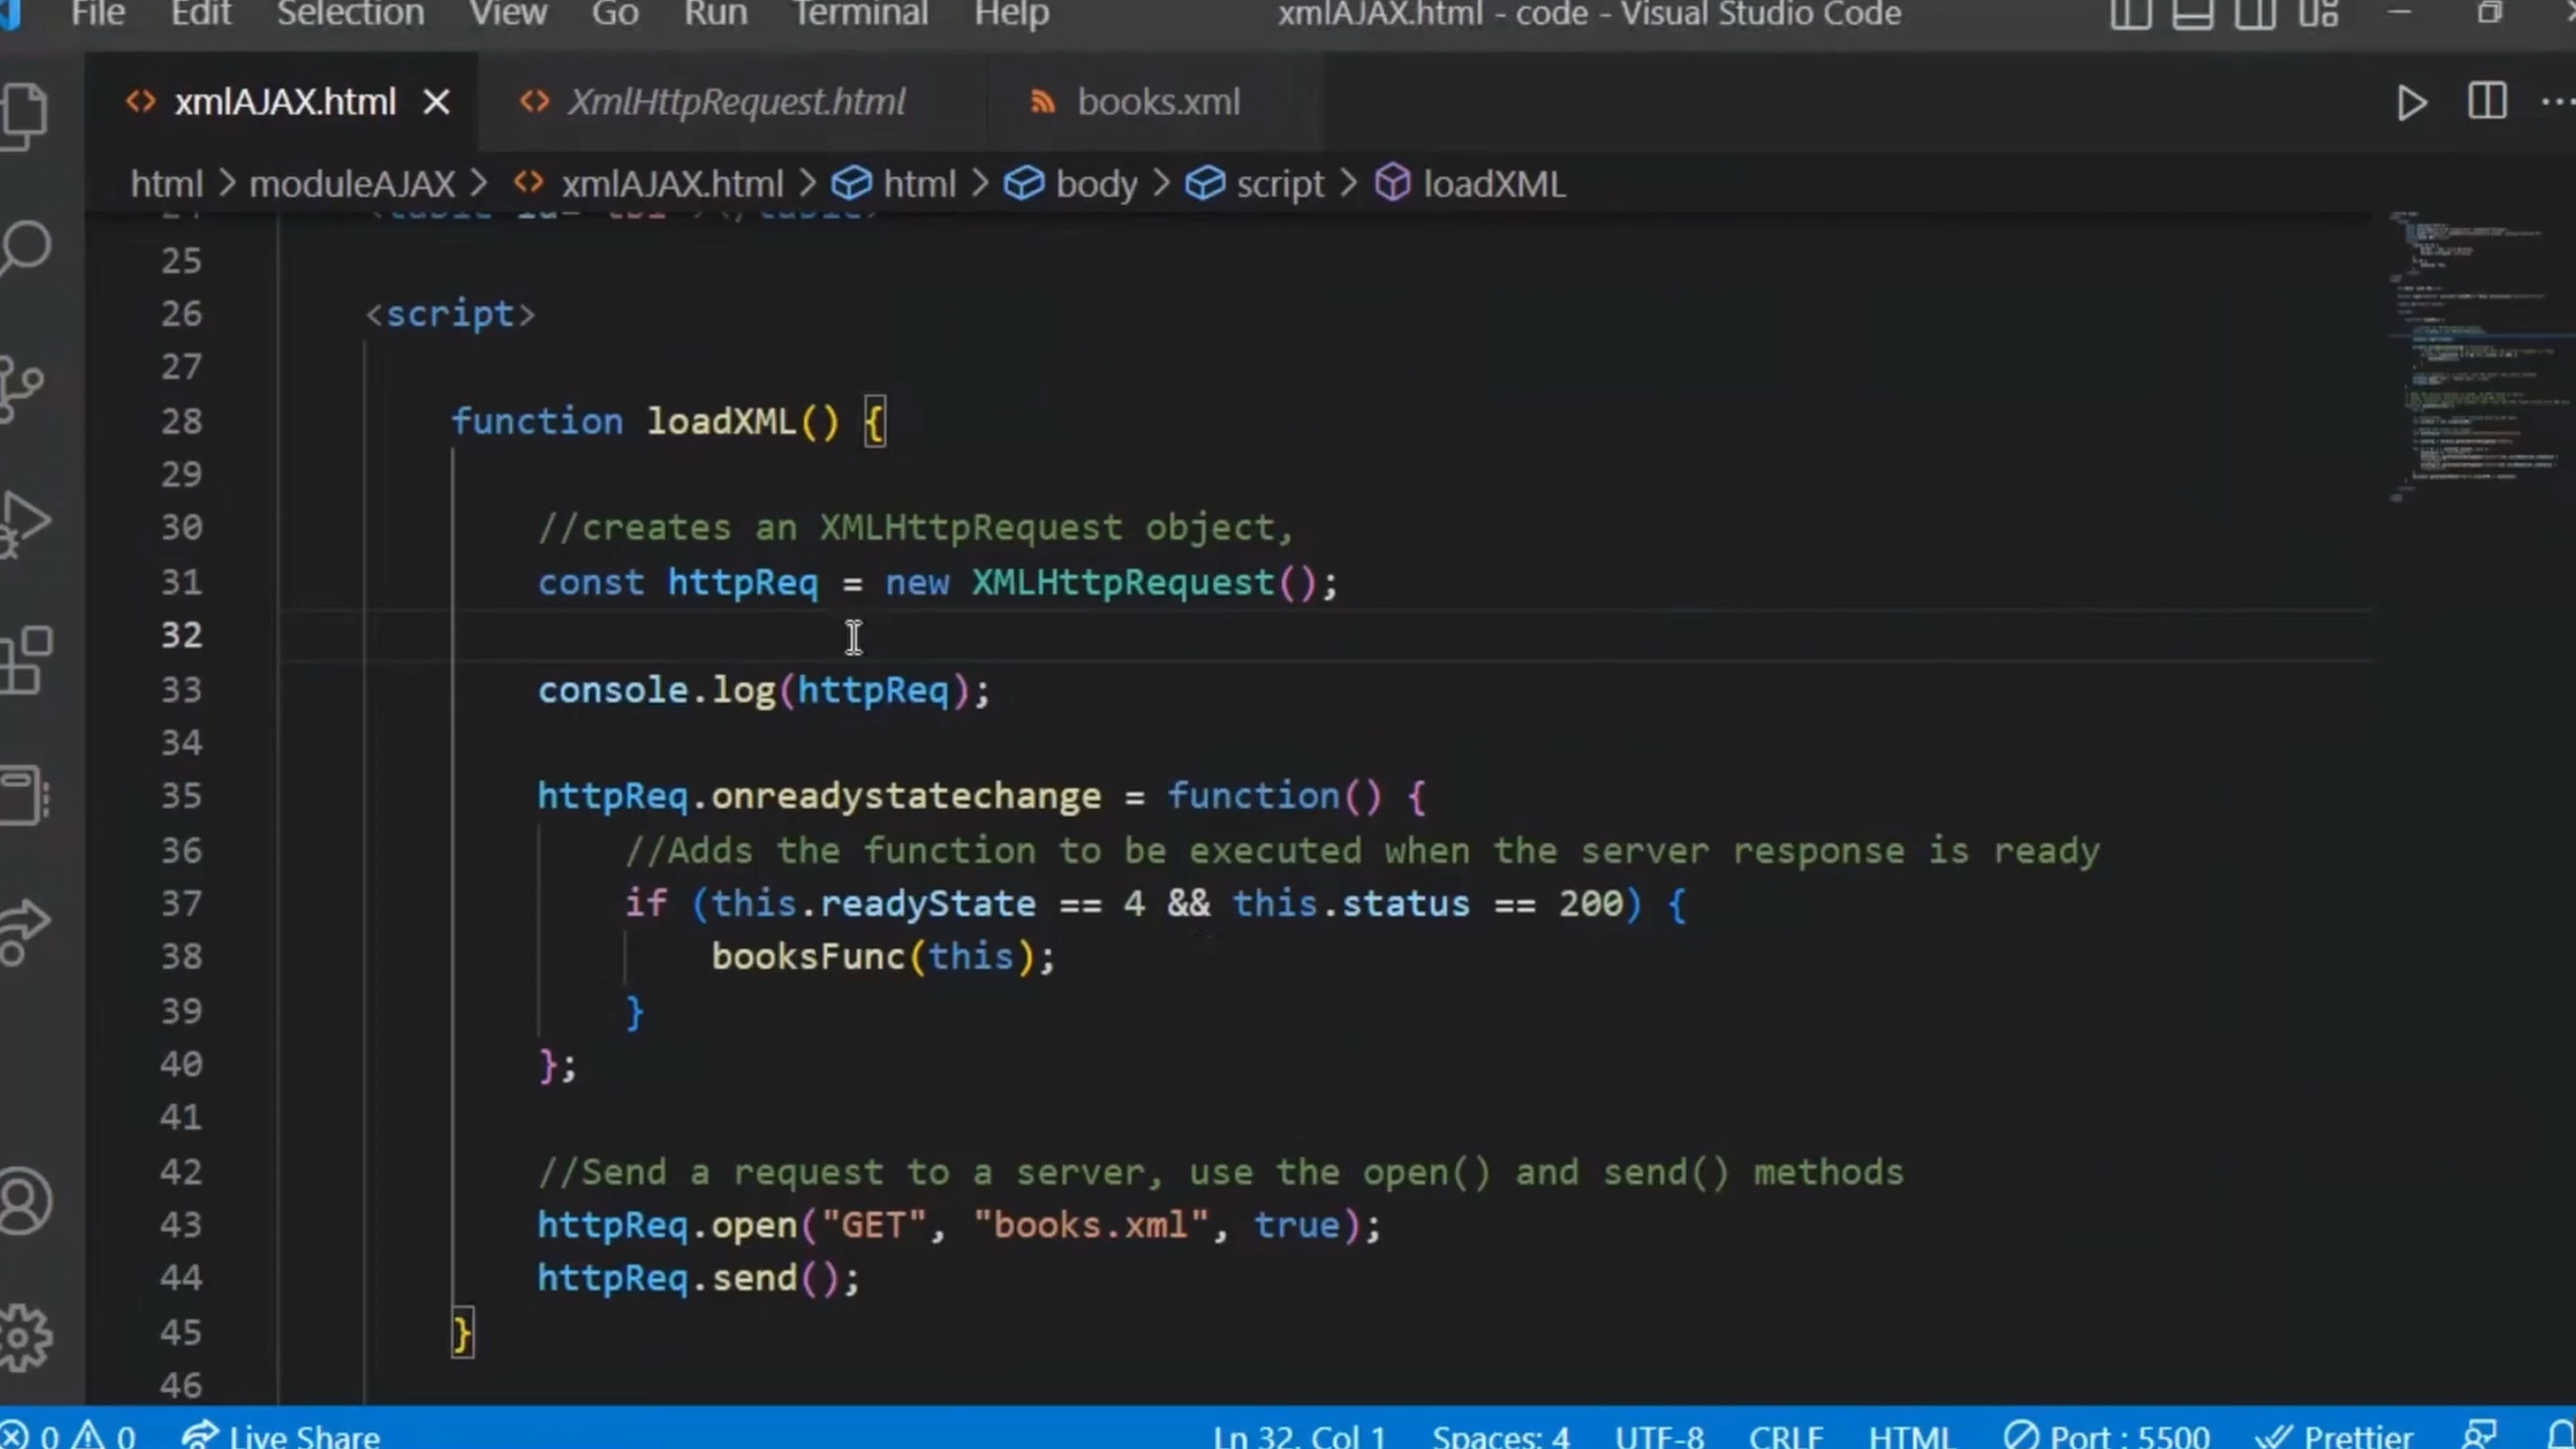 File Edit Selection View Go Run Terminal Help xmlAJAX.html - code - Visual Studio Code
xmlAJAX.html XmlHttpRequest.html books.xml
html > moduleAJAX > xmlAJAX.html > html > body > script > loadXML
25
26 <script>
27
28 function loadXML() {
29
30 //creates an XMLHttpRequest object,
31 const httpReq = new XMLHttpRequest();
32
33 console.log(httpReq);
34
35 httpReq.onreadystatechange = function() {
36 //Adds the function to be executed when the server response is ready
37 if (this.readyState == 4 && this.status == 200) {
38 booksFunc(this);
39 }
40 };
41
42 //Send a request to a server, use the open() and send() methods
43 httpReq.open("GET", "books.xml", true);
44 httpReq.send();
45 }
46
0 0 Live Share Ln 32, Col 1 Spaces: 4 UTF-8 CRLF HTML Port : 5500 Prettier